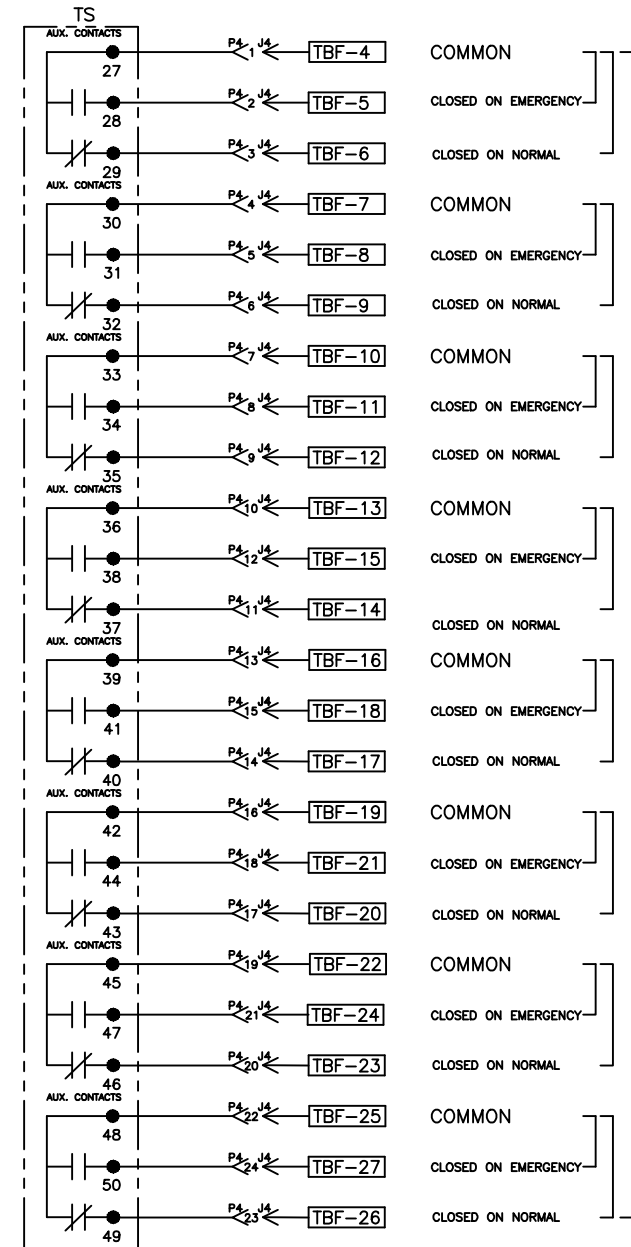 TS
AUX. CONTACTS
27 P4 1 J4 TBF-4 COMMON
28 P4 2 J4 TBF-5 CLOSED ON EMERGENCY
29 P4 3 J4 TBF-6 CLOSED ON NORMAL
AUX. CONTACTS
30 P4 4 J4 TBF-7 COMMON
31 P4 5 J4 TBF-8 CLOSED ON EMERGENCY
32 P4 6 J4 TBF-9 CLOSED ON NORMAL
AUX. CONTACTS
33 P4 7 J4 TBF-10 COMMON
34 P4 8 J4 TBF-11 CLOSED ON EMERGENCY
35 P4 9 J4 TBF-12 CLOSED ON NORMAL
AUX. CONTACTS
36 P4 10 J4 TBF-13 COMMON
38 P4 12 J4 TBF-15 CLOSED ON EMERGENCY
37 P4 11 J4 TBF-14 CLOSED ON NORMAL
AUX. CONTACTS
39 P4 13 J4 TBF-16 COMMON
41 P4 15 J4 TBF-18 CLOSED ON EMERGENCY
40 P4 14 J4 TBF-17 CLOSED ON NORMAL
AUX. CONTACTS
42 P4 16 J4 TBF-19 COMMON
44 P4 18 J4 TBF-21 CLOSED ON EMERGENCY
43 P4 17 J4 TBF-20 CLOSED ON NORMAL
AUX. CONTACTS
45 P4 19 J4 TBF-22 COMMON
47 P4 21 J4 TBF-24 CLOSED ON EMERGENCY
46 P4 20 J4 TBF-23 CLOSED ON NORMAL
AUX. CONTACTS
48 P4 22 J4 TBF-25 COMMON
50 P4 24 J4 TBF-27 CLOSED ON EMERGENCY
49 P4 23 J4 TBF-26 CLOSED ON NORMAL